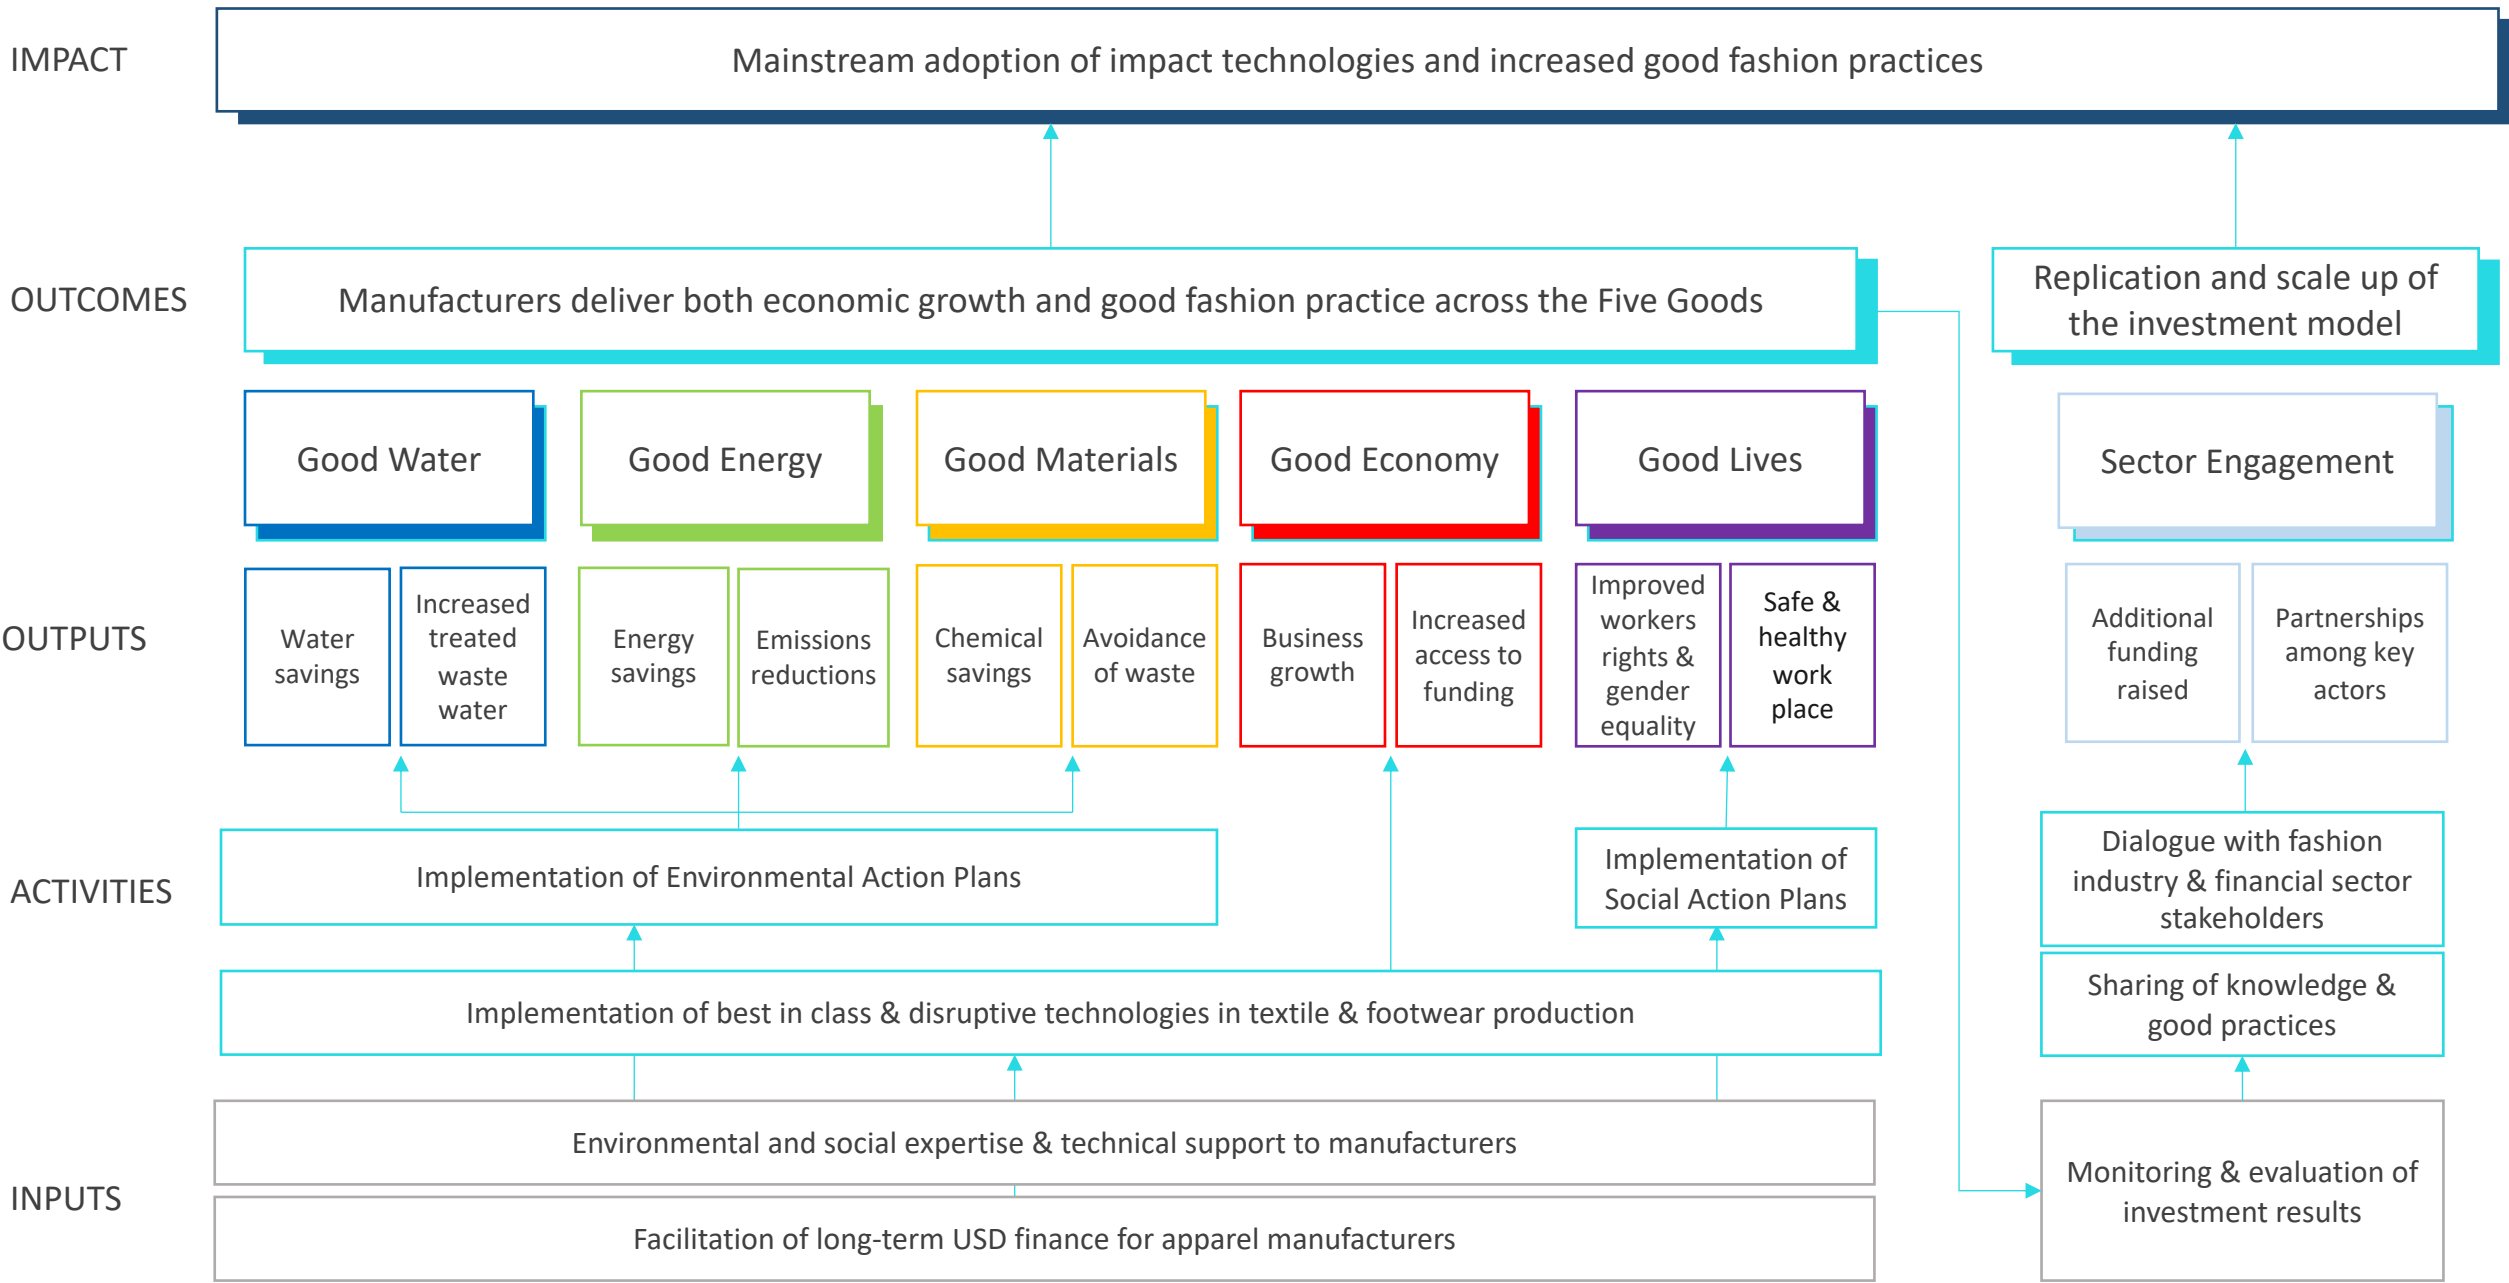 IMPACT
Mainstream adoption of impact technologies and increased good fashion practices
OUTCOMES
Manufacturers deliver both economic growth and good fashion practice across the Five Goods
Replication and scale up of
the investment model
Good Water
Good Energy
Good Materials
Good Economy
Good Lives
Sector Engagement
OUTPUTS
Water
savings
Increased
treated
waste
water
Energy
savings
Emissions
reductions
Chemical
savings
Avoidance
of waste
Business
growth
Increased
access to
funding
Improved
workers
rights &
gender
equality
Safe &
healthy
work
place
Additional
funding
raised
Partnerships
among key
actors
ACTIVITIES
Implementation of Environmental Action Plans
Implementation of
Social Action Plans
Dialogue with fashion
industry & financial sector
stakeholders
Implementation of best in class & disruptive technologies in textile & footwear production
Sharing of knowledge &
good practices
INPUTS
Environmental and social expertise & technical support to manufacturers
Facilitation of long-term USD finance for apparel manufacturers
Monitoring & evaluation of
investment results